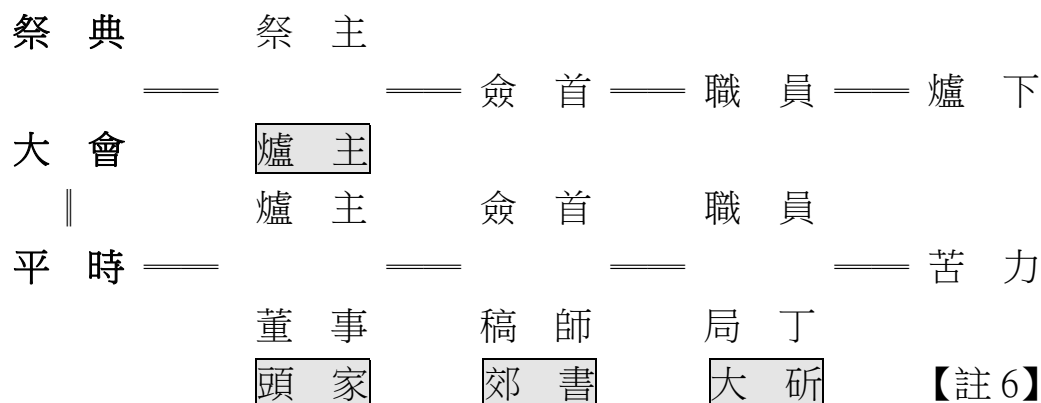 祭 典 祭 主
══ ══ 僉 首 ══ 職 員 ══ 爐 下
大 會 爐 主
‖ 爐 主 僉 首 職 員
平 時 ══ ══ ══ ══ 苦 力
董 事 稿 師 局 丁
頭 家 郊 書 大 斫 【註 6】